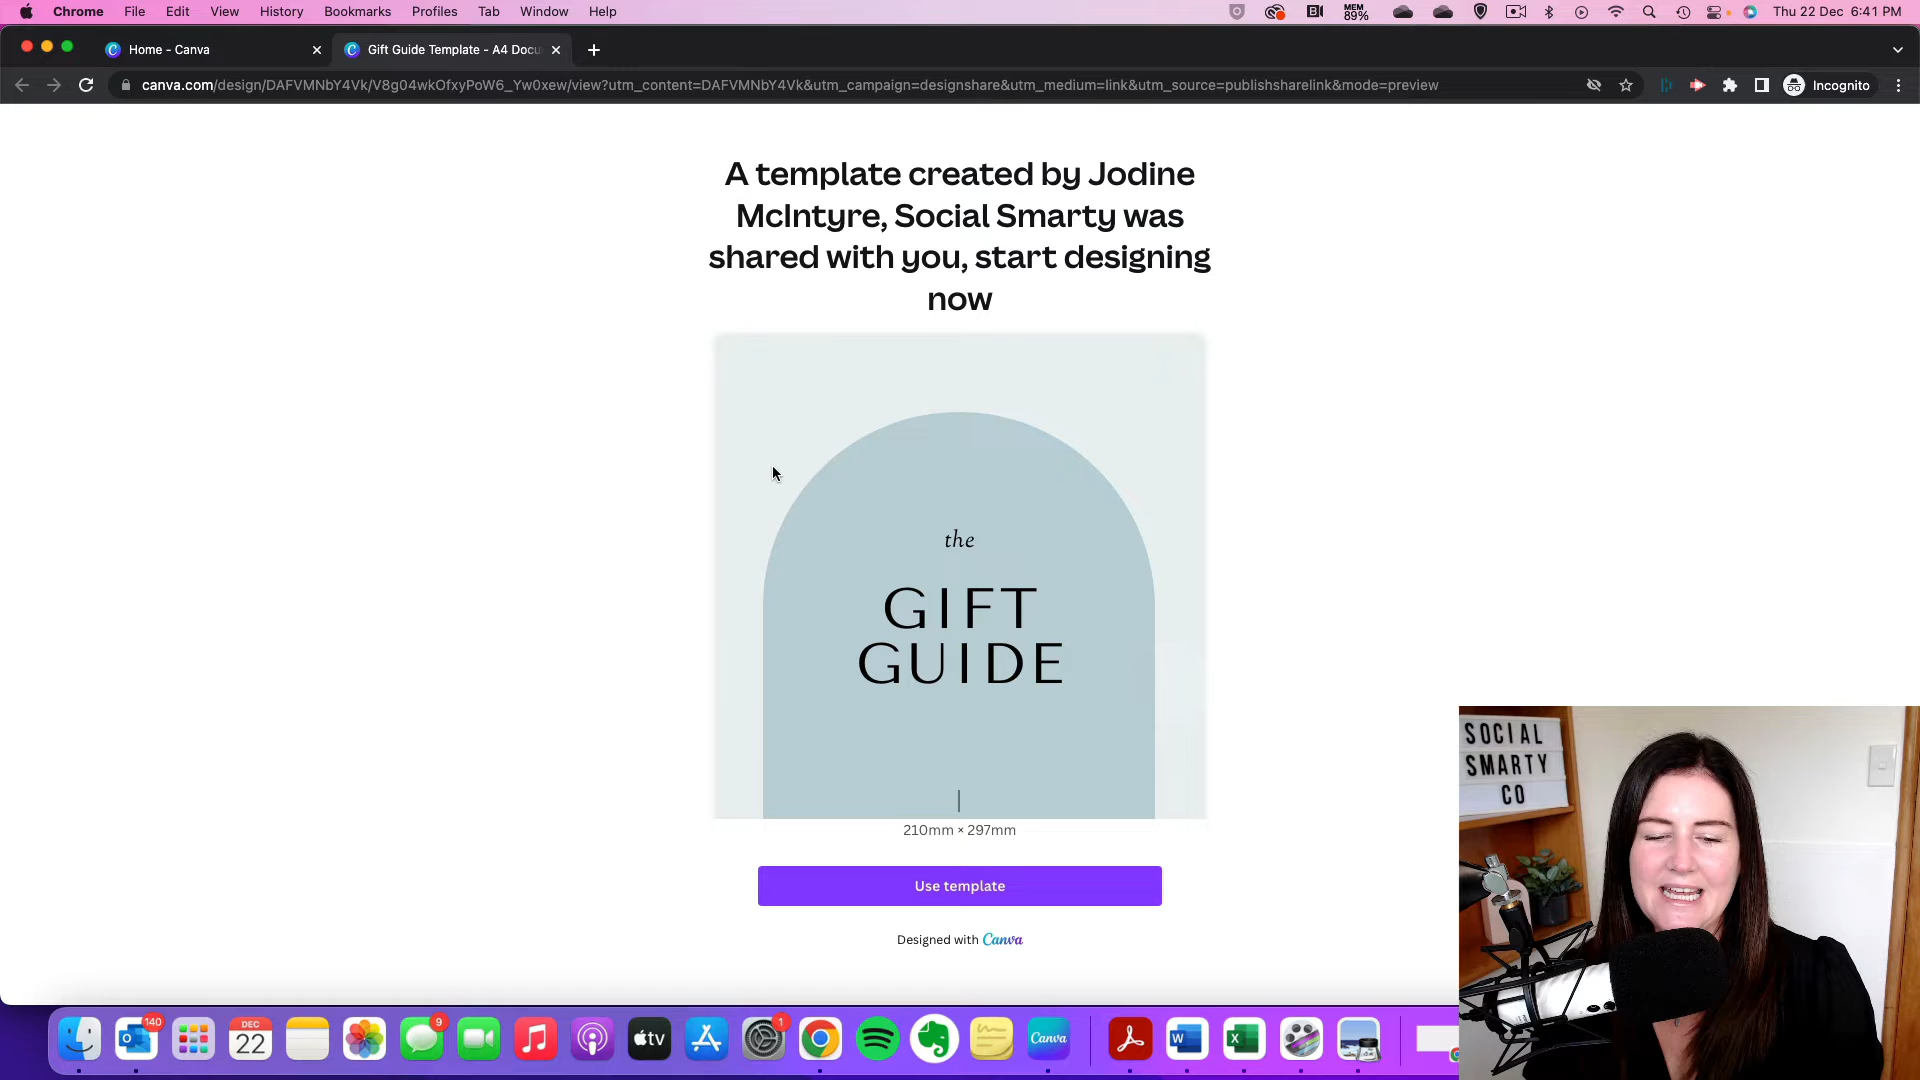 Chrome File Edit View History Bookmarks Profiles Tab Window Help MEM 89% Thu 22 Dec 6:41 PM
Home - Canva
Gift Guide Template - A4 Docu
canva.com/design/DAFVMNbY4Vk/V8g04wkOfxyPoW6_Yw0xew/view?utm_content=DAFVMNbY4Vk&utm_campaign=designshare&utm_medium=link&utm_source=publishsharelink&mode=preview
Incognito
A template created by Jodine
McIntyre, Social Smarty was
shared with you, start designing
now
the
GIFT
GUIDE
210mm × 297mm
Use template
Designed with Canva
SOCIAL
SMARTY
CO
140
DEC
22
9
tv
1
Canva
W
X